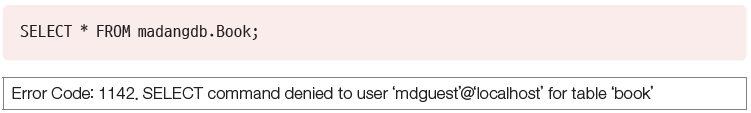 SELECT * FROM madangdb.Book;
Error Code: 1142. SELECT command denied to user ‘mdguest’@‘localhost’ for table ‘book’